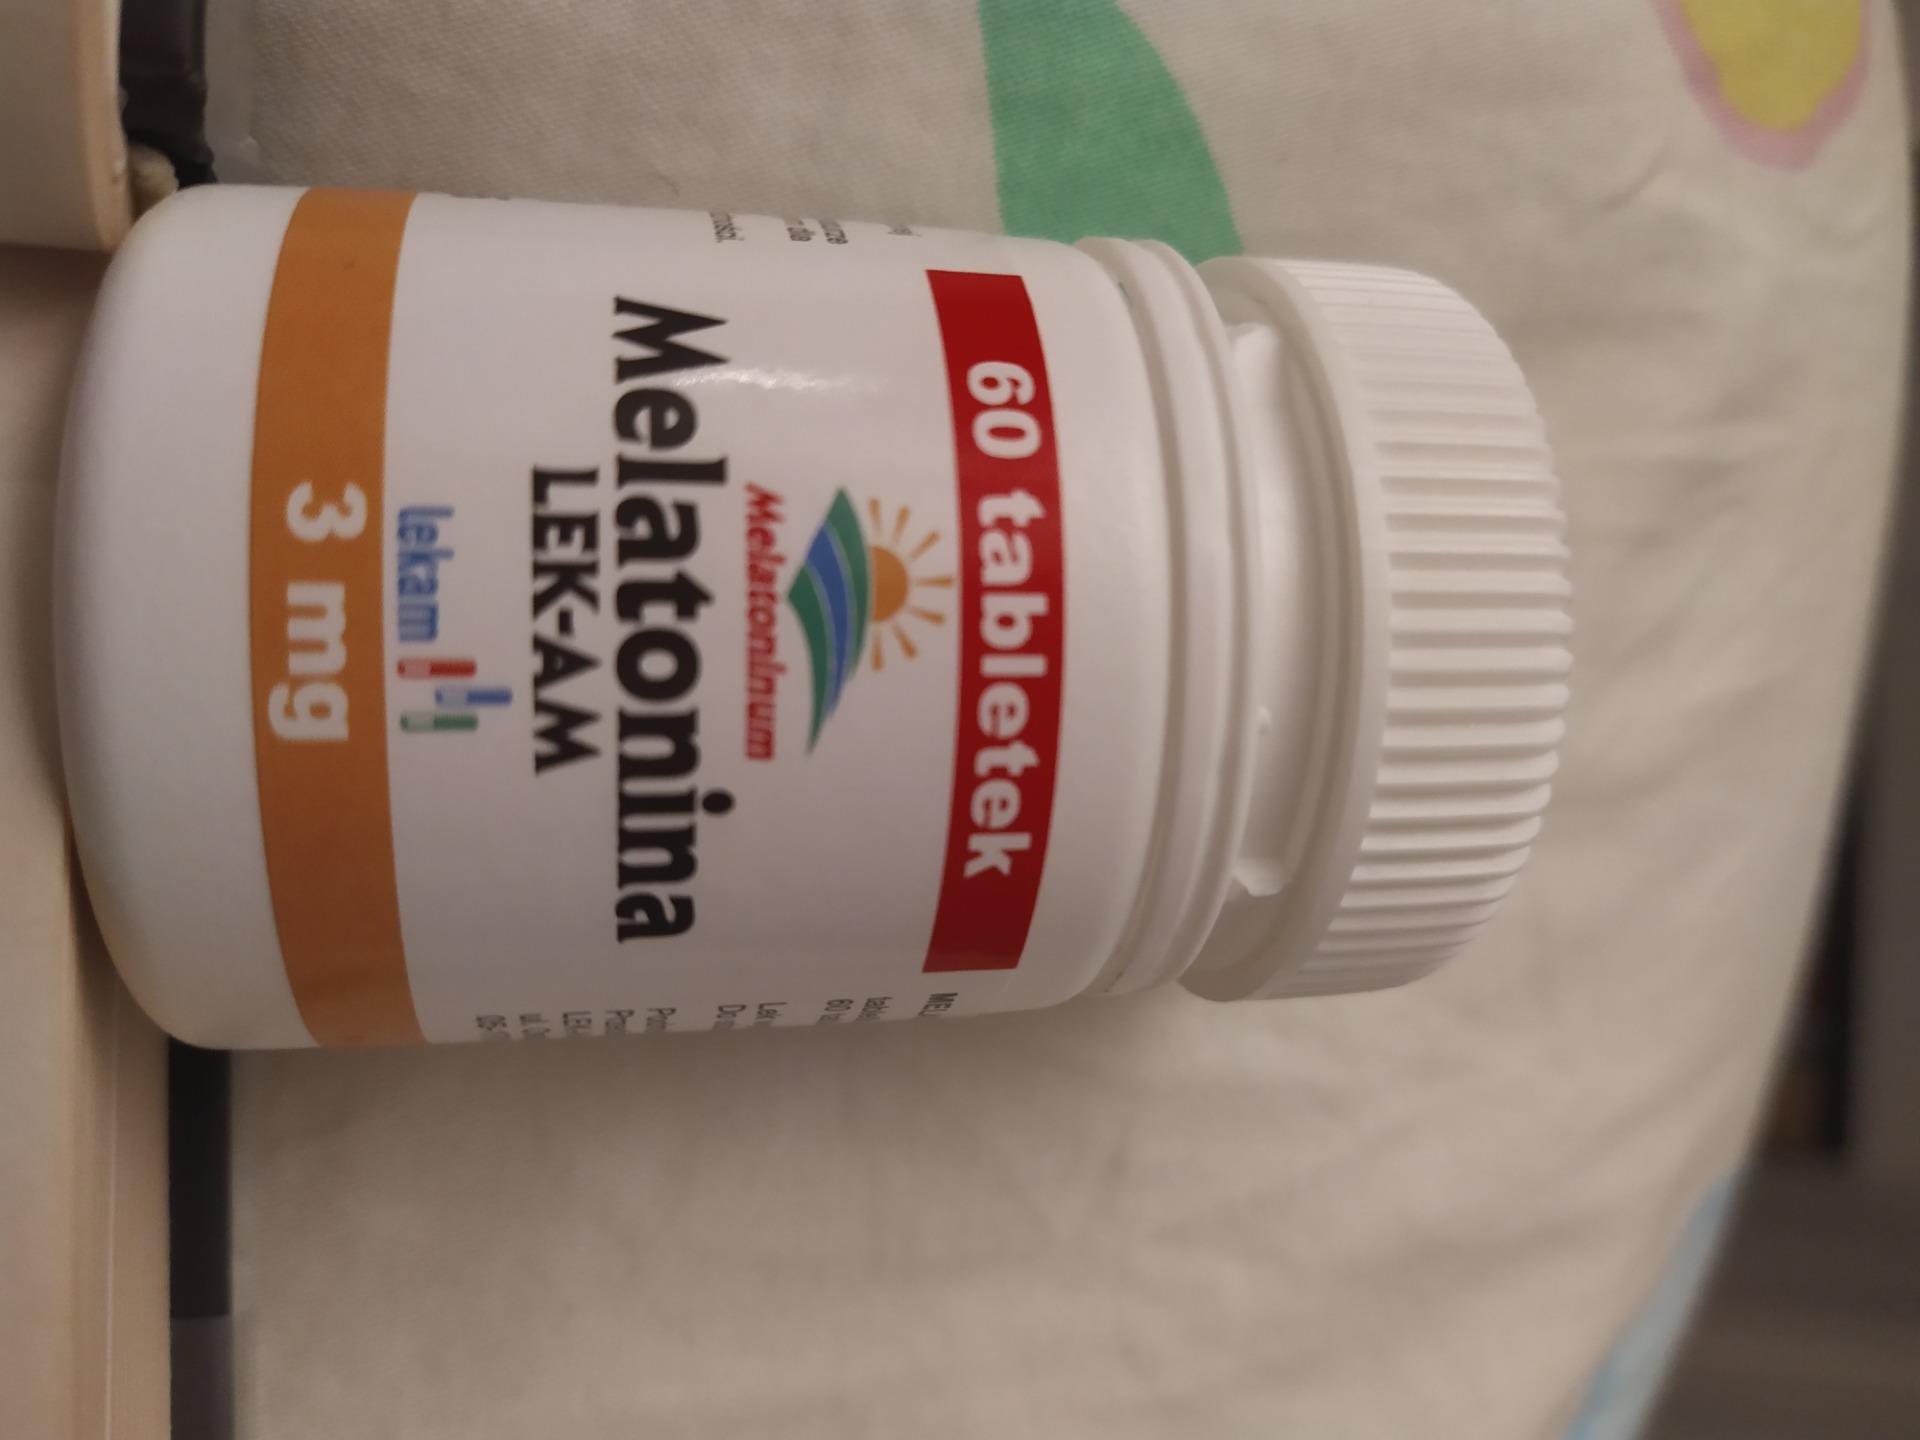 60 tabletek
Melatoninum
Melatonina
LEK-AM
lekam
3 mg